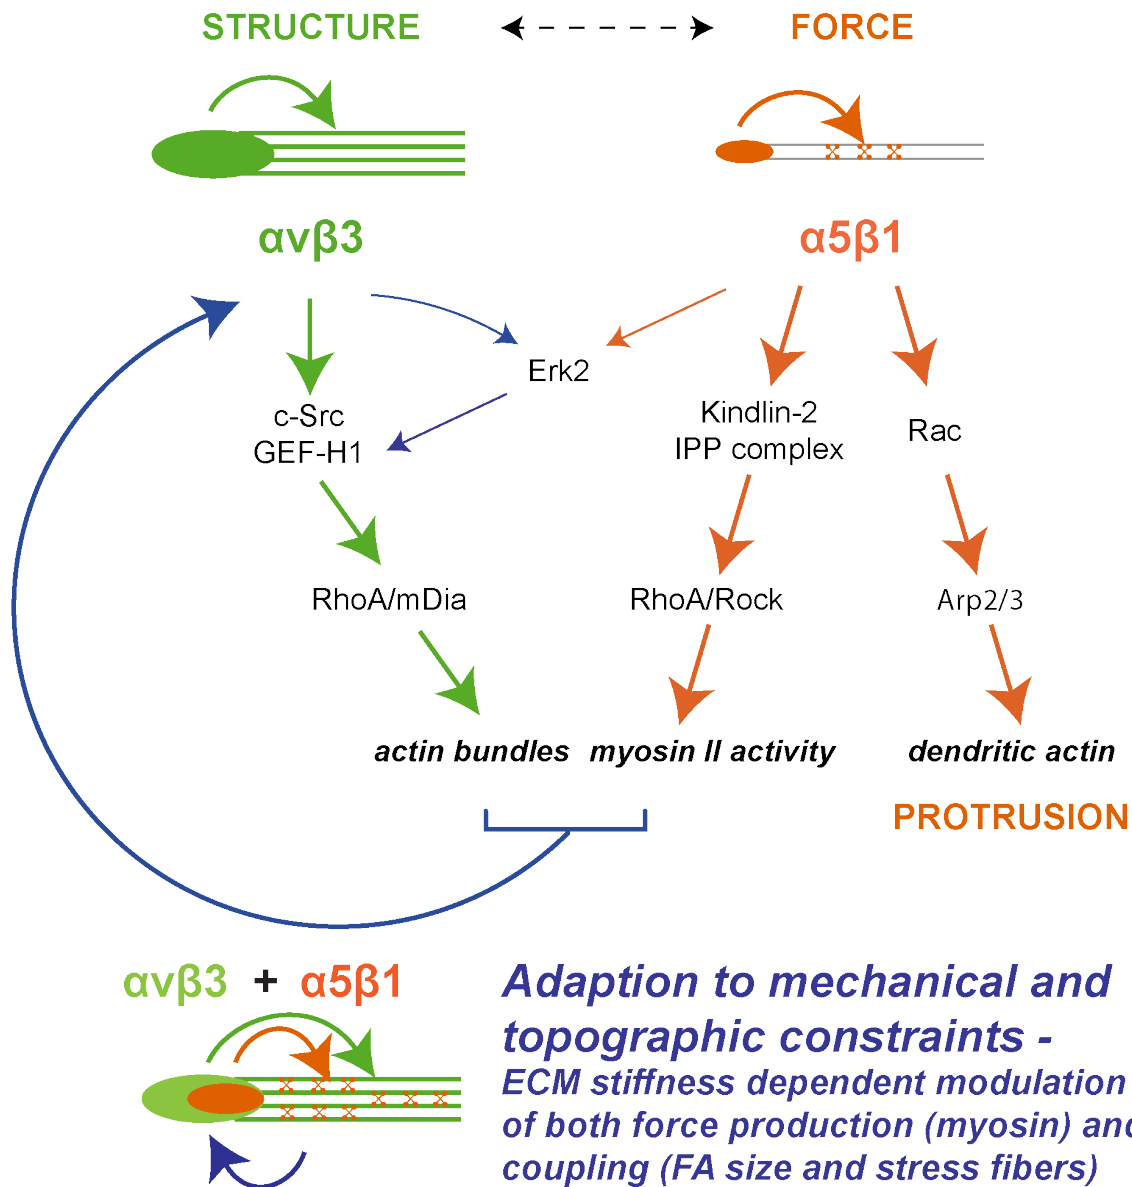 STRUCTURE
FORCE
αvβ3
α5β1
Erk2
c-Src
GEF-H1
Kindlin-2
IPP complex
Rac
RhoA/mDia
RhoA/Rock
Arp2/3
actin bundles
myosin II activity
dendritic actin
PROTRUSION
αvβ3 + α5β1
Adaption to mechanical and
topographic constraints -
ECM stiffness dependent modulation
of both force production (myosin) and
coupling (FA size and stress fibers)